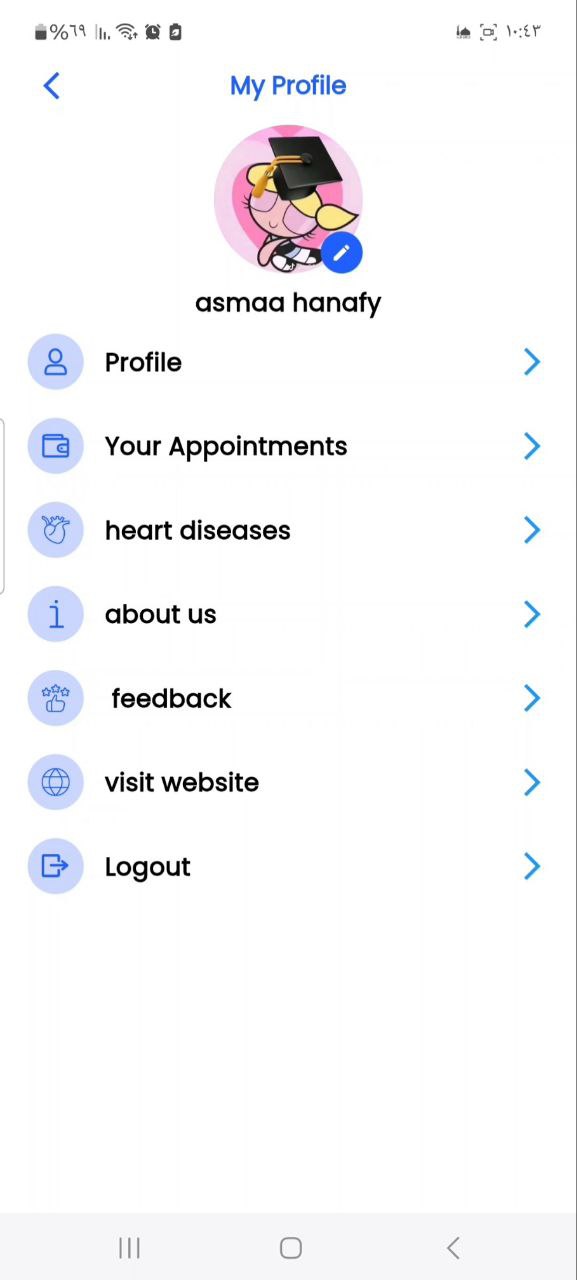 %٦٩
١٠:٤٣
My Profile
asmaa hanafy
Profile
Your Appointments
heart diseases
about us
feedback
visit website
Logout